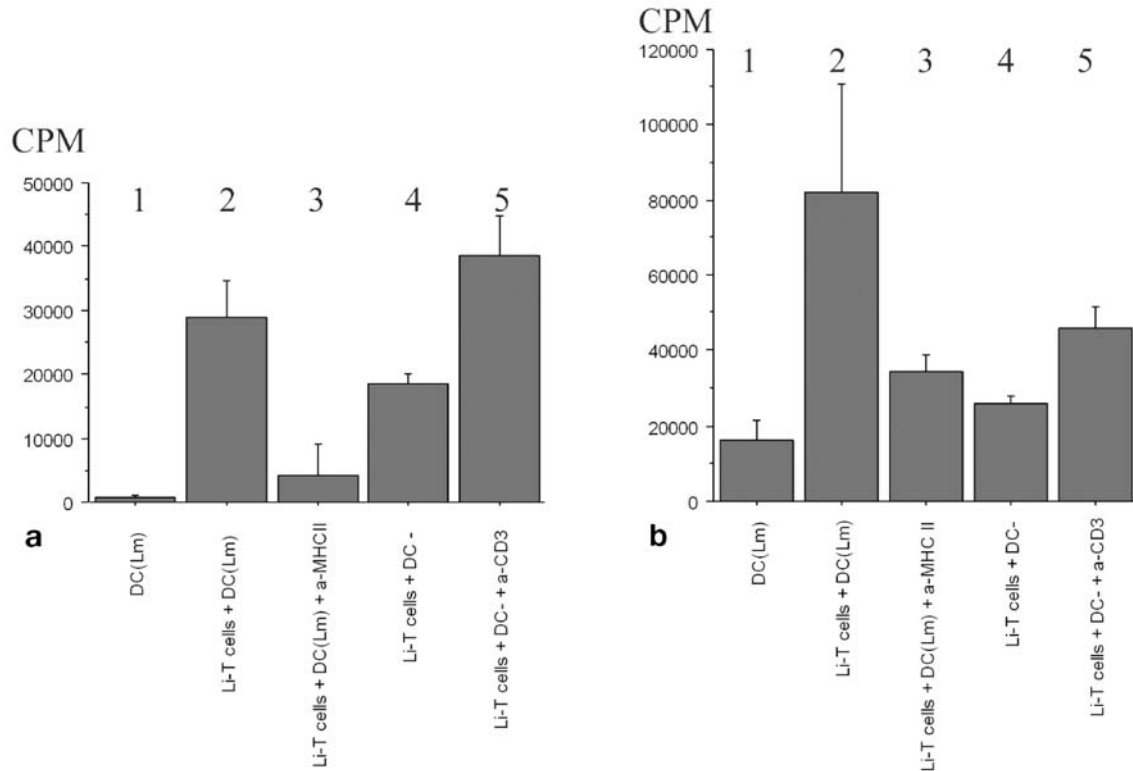 CPM
1 2 3 4 5
50000
40000
30000
20000
10000
0
a
DC(Lm)
Li-T cells + DC(Lm)
Li-T cells + DC(Lm) + a-MHCII
Li-T cells + DC -
Li-T cells + DC- + a-CD3
CPM
1 2 3 4 5
120000
100000
80000
60000
40000
20000
0
b
DC(Lm)
Li-T cells + DC(Lm)
Li-T cells + DC(Lm) + a-MHC II
Li-T cells + DC-
Li-T cells + DC- + a-CD3